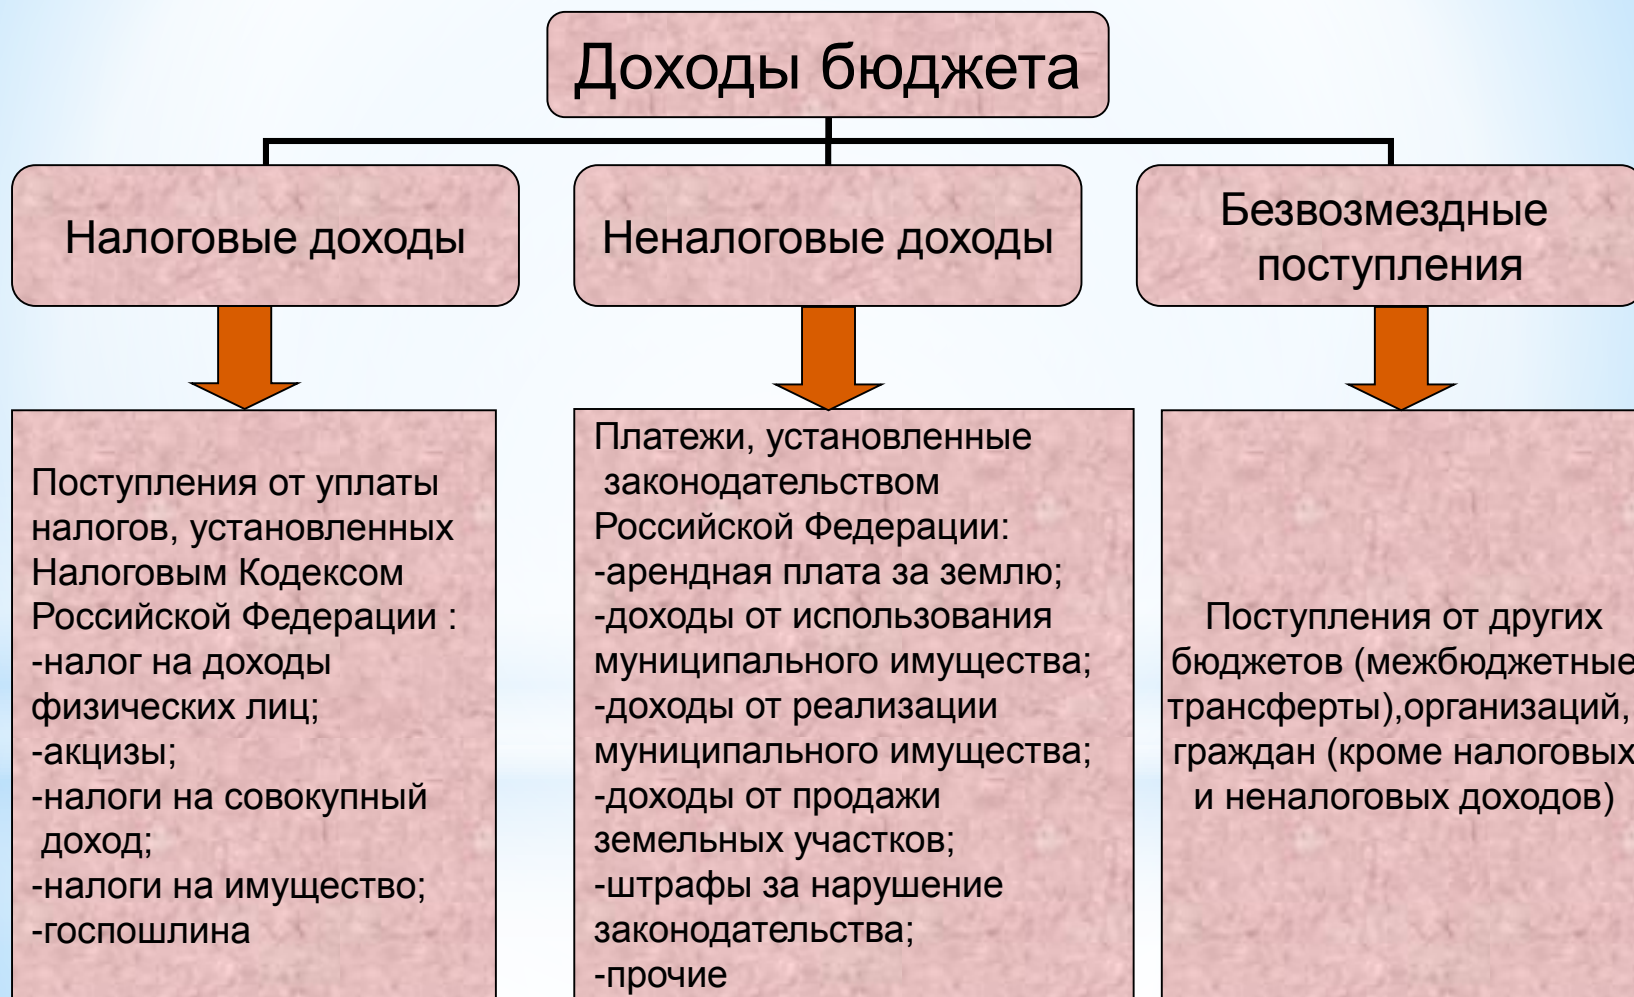 Доходы бюджета
Налоговые доходы
Неналоговые доходы
Безвозмездные
поступления
Поступления от уплаты
налогов, установленных
Налоговым Кодексом
Российской Федерации :
-налог на доходы
физических лиц;
-акцизы;
-налоги на совокупный
доход;
-налоги на имущество;
-госпошлина
Платежи, установленные
законодательством
Российской Федерации:
-арендная плата за землю;
-доходы от использования
муниципального имущества;
-доходы от реализации
муниципального имущества;
-доходы от продажи
земельных участков;
-штрафы за нарушение
законодательства;
-прочие
Поступления от других
бюджетов (межбюджетные
трансферты),организаций,
граждан (кроме налоговых
и неналоговых доходов)